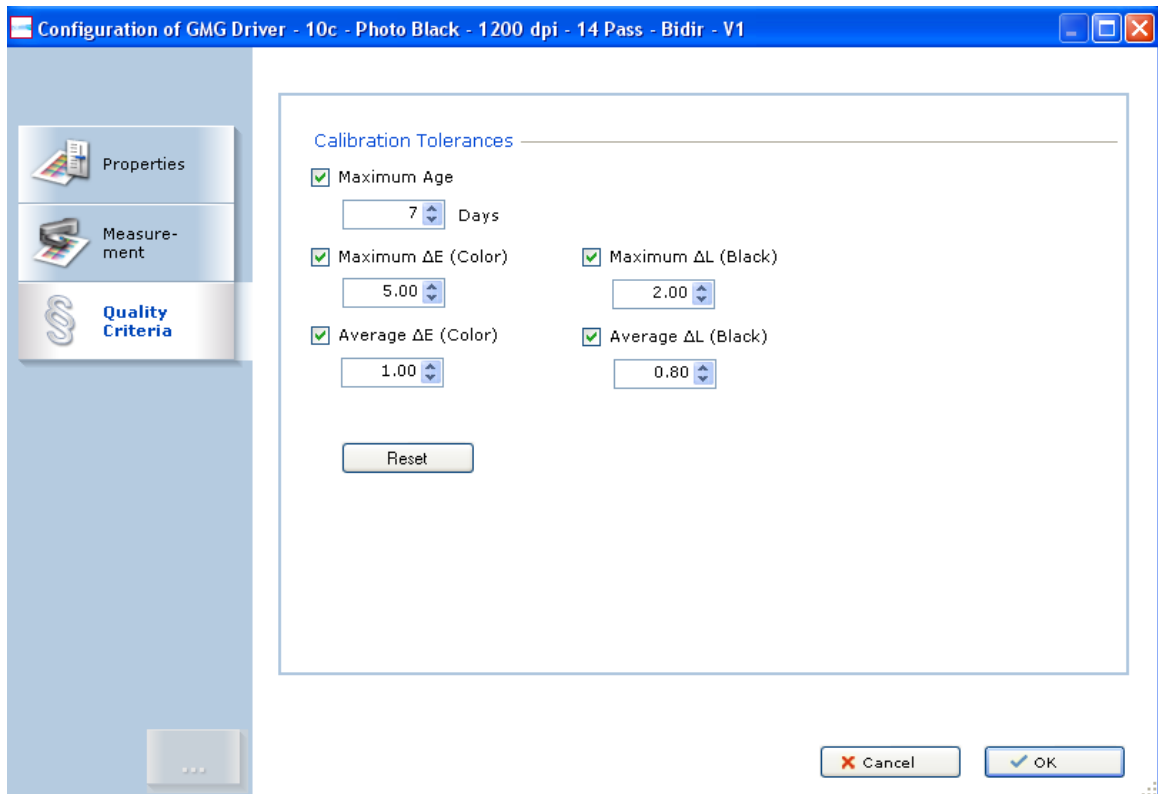 Configuration of GMG Driver - 10c - Photo Black - 1200 dpi - 14 Pass - Bidir - V1
Properties
Measure-
ment
§ Quality
Criteria
Calibration Tolerances
Maximum Age
7 Days
Maximum ΔE (Color) Maximum ΔL (Black)
5.00 2.00
Average ΔE (Color) Average ΔL (Black)
1.00 0.80
Reset
...
Cancel OK